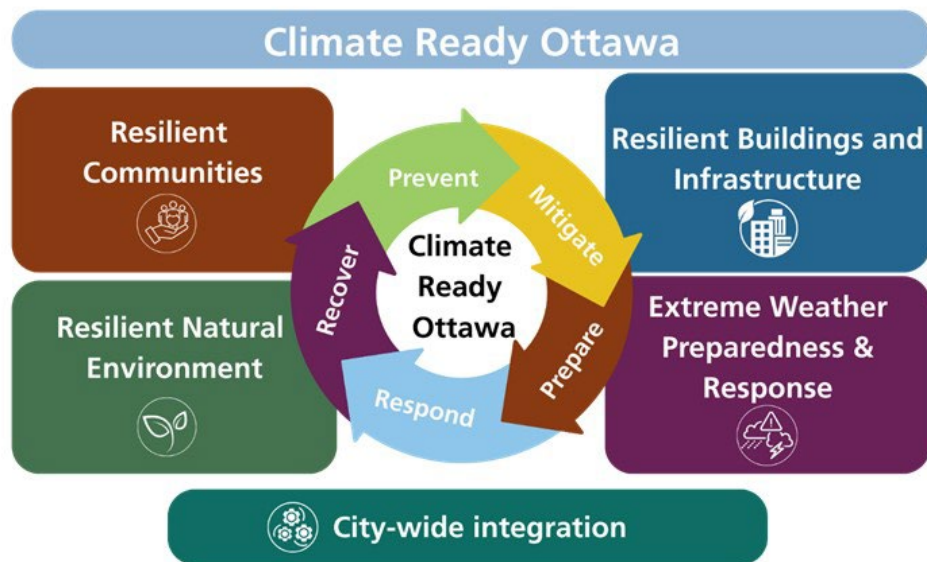 Climate Ready Ottawa
Resilient
Communities
Resilient Buildings and
Infrastructure
Prevent
Mitigate
Prepare
Respond
Recover
Climate
Ready
Ottawa
Resilient Natural
Environment
Extreme Weather
Preparedness &
Response
City-wide integration